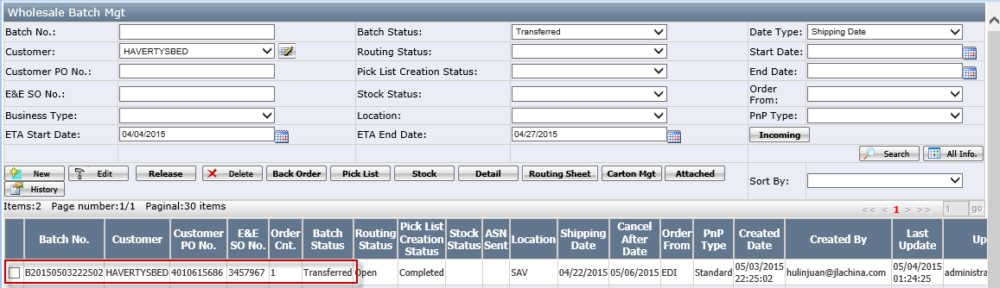 Wholesale Batch Mgt
Batch No.: Batch Status: Transferred Date Type: Shipping Date
Customer: HAVERTYSBED Routing Status: Start Date:
Customer PO No.: Pick List Creation Status: End Date:
E&E SO No.: Stock Status: Order From:
Business Type: Location: PnP Type:
ETA Start Date: 04/04/2015 ETA End Date: 04/27/2015 Incoming
Search All Info.
New Edit Release Delete Back Order Pick List Stock Detail Routing Sheet Carton Mgt Attached
History Sort By:
Items:2 Page number:1/1 Paginal:30 items << < 1 > >> 1 go
Batch No. Customer Customer PO No. E&E SO No. Order Cnt. Batch Status Routing Status Pick List Creation Status Stock Status ASN Sent Location Shipping Date Cancel After Date Order From PnP Type Created Date Created By Last Update Up
B20150503222502 HAVERTYSBED 4010615686 3457967 1 Transferred Open Completed SAV 04/22/2015 05/06/2015 EDI Standard 05/03/2015 22:25:02 hulinjuan@jlachina.com 05/04/2015 01:24:25 administra